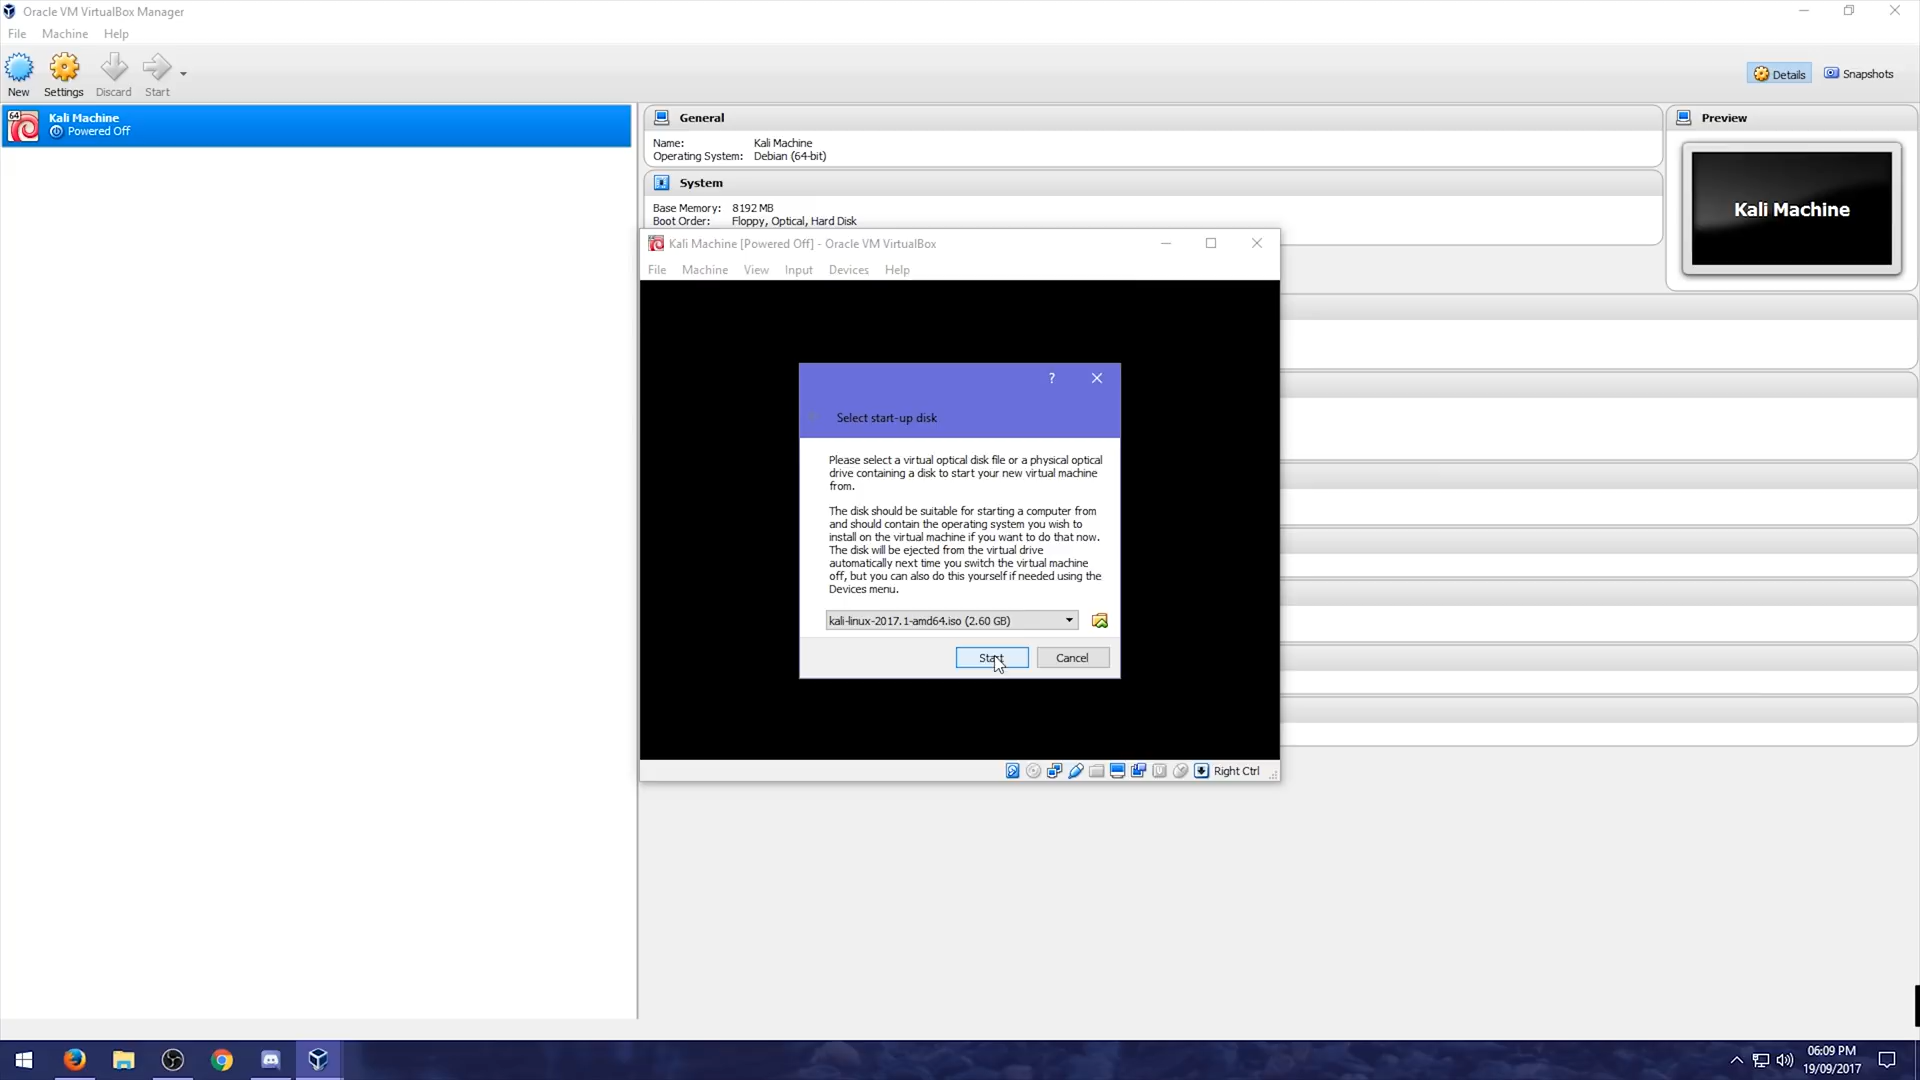 Oracle VM VirtualBox Manager
File Machine Help
New Settings Discard Start
Details Snapshots
64 Kali Machine
Powered Off
General
Name: Kali Machine
Operating System: Debian (64-bit)
System
Base Memory: 8192 MB
Boot Order: Floppy, Optical, Hard Disk
Preview
Kali Machine
Kali Machine [Powered Off] - Oracle VM VirtualBox
File Machine View Input Devices Help
?
Select start-up disk
Please select a virtual optical disk file or a physical optical
drive containing a disk to start your new virtual machine
from.
The disk should be suitable for starting a computer from
and should contain the operating system you wish to
install on the virtual machine if you want to do that now.
The disk will be ejected from the virtual drive
automatically next time you switch the virtual machine
off, but you can also do this yourself if needed using the
Devices menu.
kali-linux-2017.1-amd64.iso (2.60 GB)
Start Cancel
Right Ctrl
06:09 PM
19/09/2017